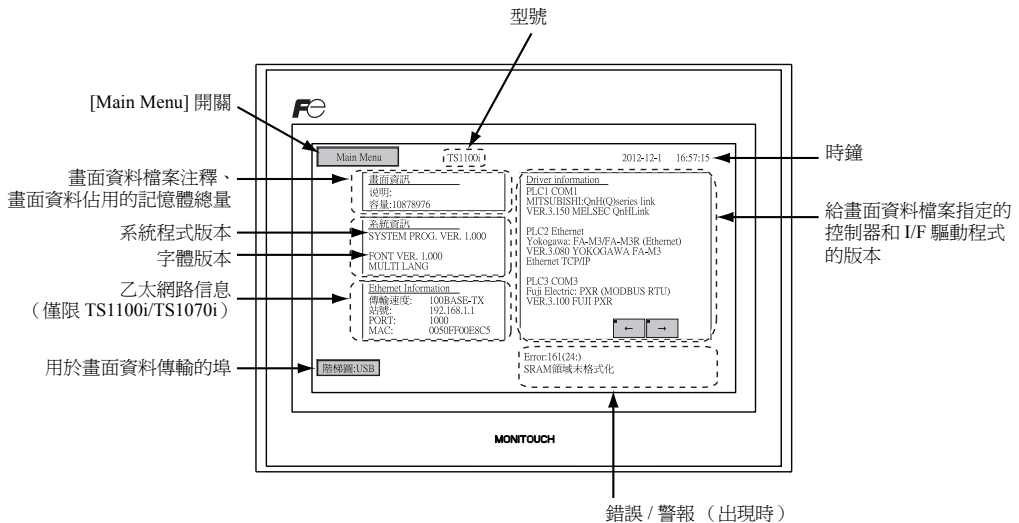 型號
[Main Menu] 開關
畫面資料檔案注釋、
畫面資料佔用的記憶體總量
系統程式版本
字體版本
乙太網路信息
（僅限 TS1100i/TS1070i）
用於畫面資料傳輸的埠
Fe
Main Menu
TS1100i
2012-12-1 16:57:15
畫面資訊
说明:
容量:10878976
系統資訊
SYSTEM PROG. VER. 1.000
FONT VER. 1.000
MULTI LANG
Ethernet Information
傳輸速度: 100BASE-TX
站號: 192.168.1.1
PORT: 1000
MAC: 0050FF00E8C5
階梯圖:USB
Driver information
PLC1 COM1
MITSUBISHI:QnH(Q)series link
VER.3.150 MELSEC QnHLink
PLC2 Ethernet
Yokogawa: FA-M3/FA-M3R (Ethernet)
VER.3.080 YOKOGAWA FA-M3
Ethernet TCP/IP
PLC3 COM3
Fuji Electric: PXR (MODBUS RTU)
VER.3.100 FUJI PXR
← →
Error:161(24:)
SRAM領域未格式化
MONITOUCH
時鐘
給畫面資料檔案指定的
控制器和 I/F 驅動程式
的版本
錯誤 / 警報 （出現時）